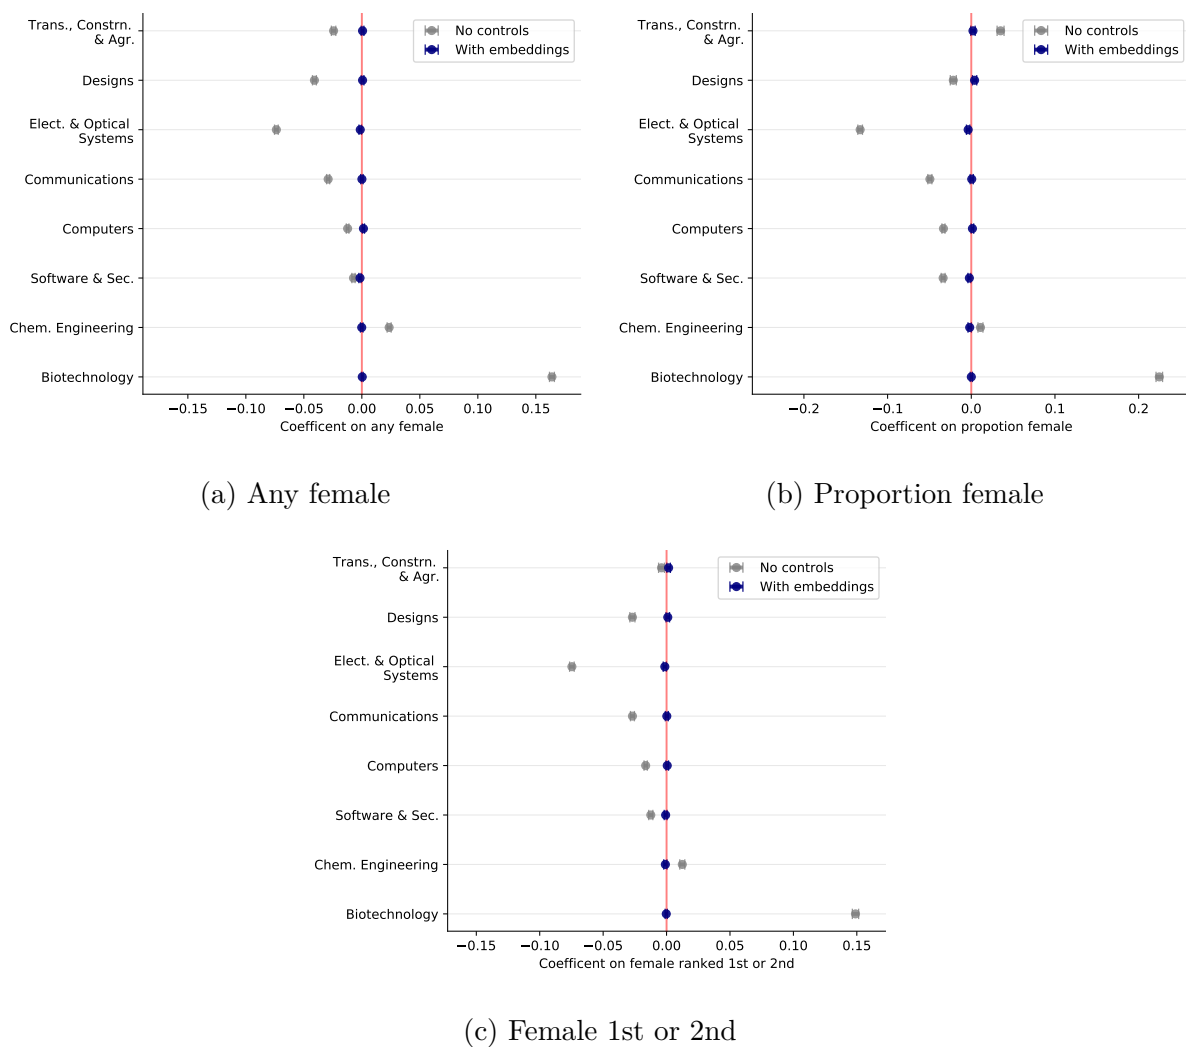 Trans., Constrn.
& Agr.
Designs
Elect. & Optical
Systems
Communications
Computers
Software & Sec.
Chem. Engineering
Biotechnology
No controls
With embeddings
−0.15 −0.10 −0.05 0.00 0.05 0.10 0.15
Coefficent on any female
(a) Any female
Trans., Constrn.
& Agr.
Designs
Elect. & Optical
Systems
Communications
Computers
Software & Sec.
Chem. Engineering
Biotechnology
No controls
With embeddings
−0.2 −0.1 0.0 0.1 0.2
Coefficent on propotion female
(b) Proportion female
Trans., Constrn.
& Agr.
Designs
Elect. & Optical
Systems
Communications
Computers
Software & Sec.
Chem. Engineering
Biotechnology
No controls
With embeddings
−0.15 −0.10 −0.05 0.00 0.05 0.10 0.15
Coefficent on female ranked 1st or 2nd
(c) Female 1st or 2nd